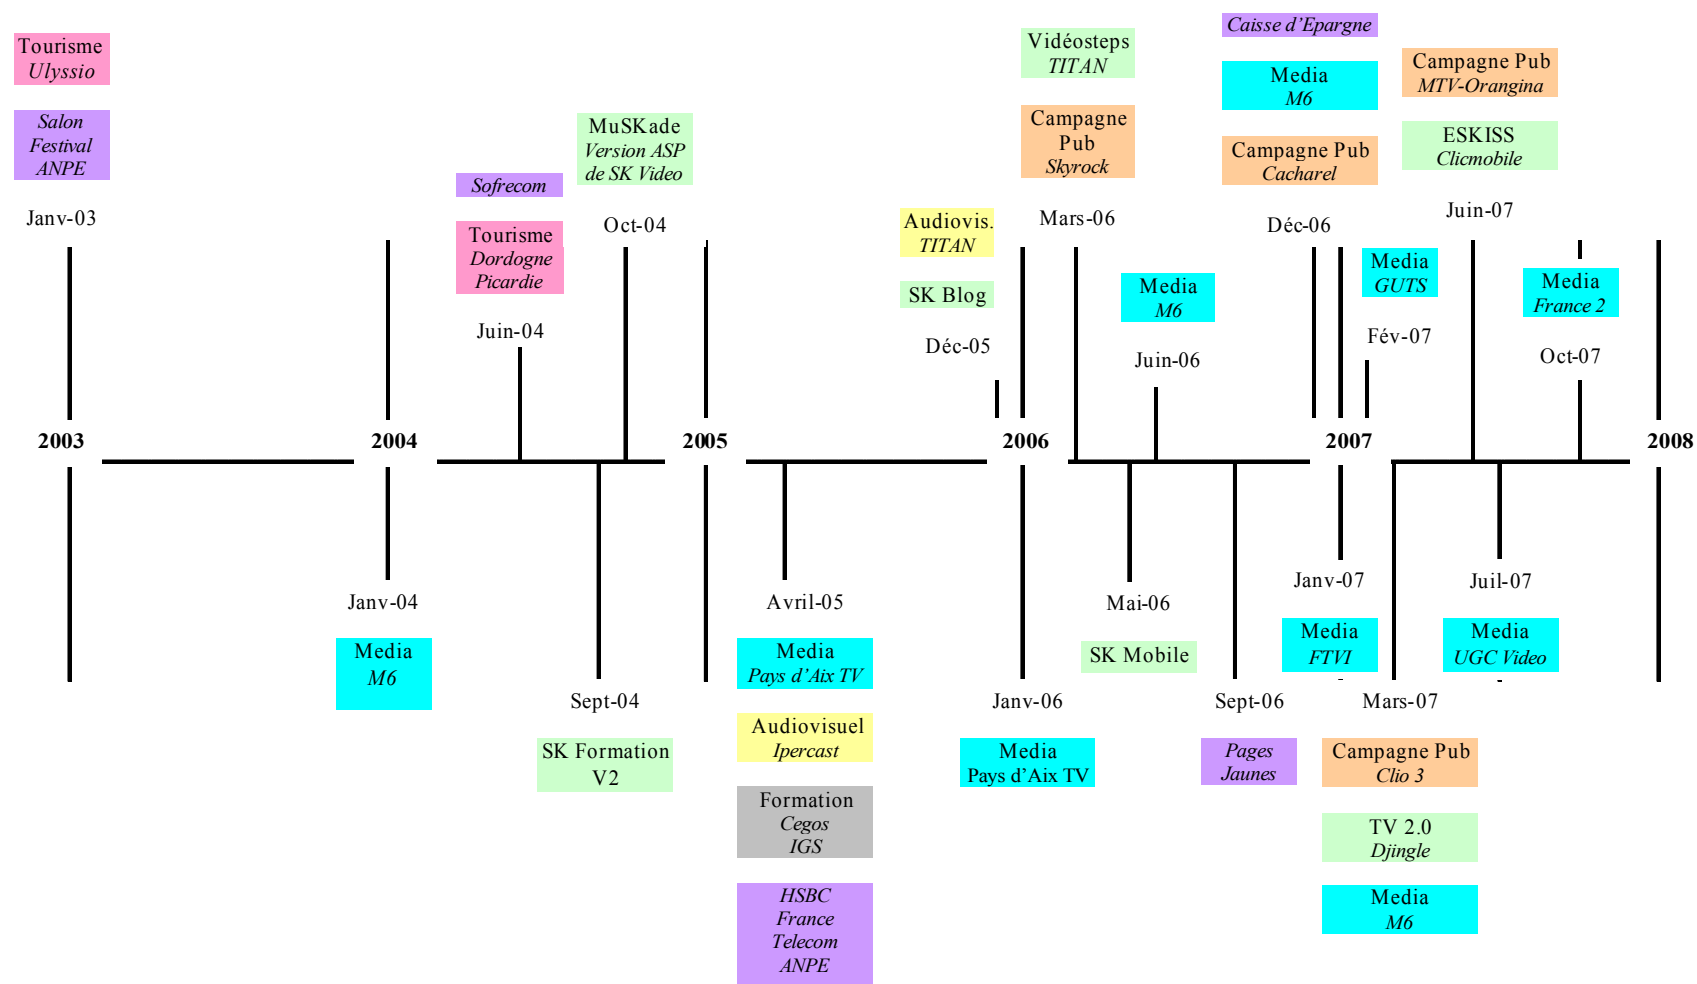 Tourisme
Ulyssio
Salon
Festival
ANPE
Janv-03
Sofrecom
Tourisme
Dordogne
Picardie
Juin-04
MuSKade
Version ASP
de SK Video
Oct-04
Audiovis.
TITAN
SK Blog
Déc-05
Vidéosteps
TITAN
Campagne
Pub
Skyrock
Mars-06
Media
M6
Juin-06
Caisse d’Epargne
Media
M6
Campagne Pub
Cacharel
Déc-06
Media
GUTS
Fév-07
Campagne Pub
MTV-Orangina
ESKISS
Clicmobile
Juin-07
Media
France 2
Oct-07
2003
2004
2005
2006
2007
2008
Janv-04
Media
M6
Sept-04
SK Formation
V2
Avril-05
Media
Pays d’Aix TV
Audiovisuel
Ipercast
Formation
Cegos
IGS
HSBC
France
Telecom
ANPE
Janv-06
Media
Pays d’Aix TV
Mai-06
SK Mobile
Sept-06
Pages
Jaunes
Janv-07
Media
FTVI
Mars-07
Campagne Pub
Clio 3
TV 2.0
Djingle
Media
M6
Juil-07
Media
UGC Video